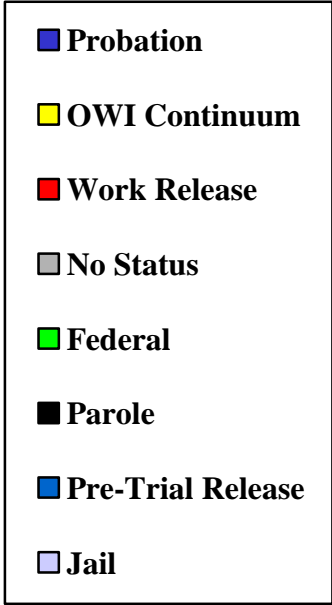 Probation
OWI Continuum
Work Release
No Status
Federal
Parole
Pre-Trial Release
Jail